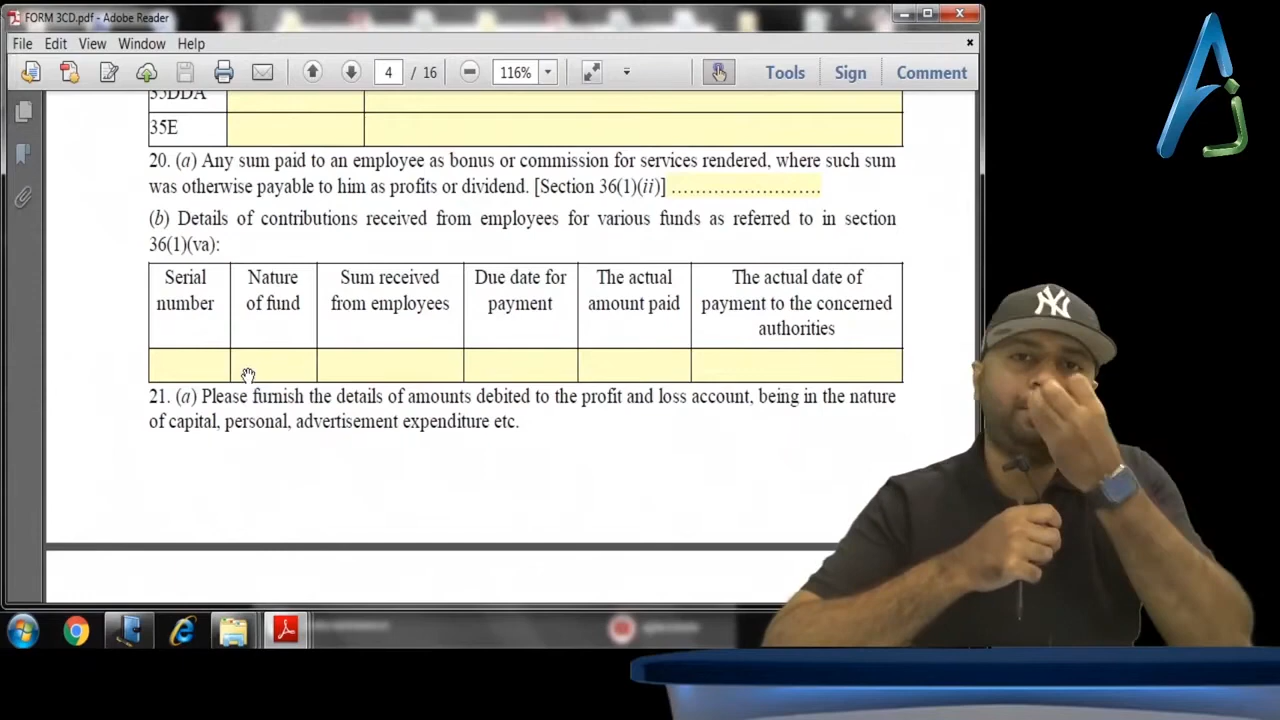 FORM 3CD.pdf - Adobe Reader
File Edit View Window Help
4 / 16 116% Tools Sign Comment
35DDA
35E
20. (a) Any sum paid to an employee as bonus or commission for services rendered, where such sum
was otherwise payable to him as profits or dividend. [Section 36(1)(ii)] ………………………
(b) Details of contributions received from employees for various funds as referred to in section
36(1)(va):
Serial
number
Nature
of fund
Sum received
from employees
Due date for
payment
The actual
amount paid
The actual date of
payment to the concerned
authorities
21. (a) Please furnish the details of amounts debited to the profit and loss account, being in the nature
of capital, personal, advertisement expenditure etc.
NY
AJ